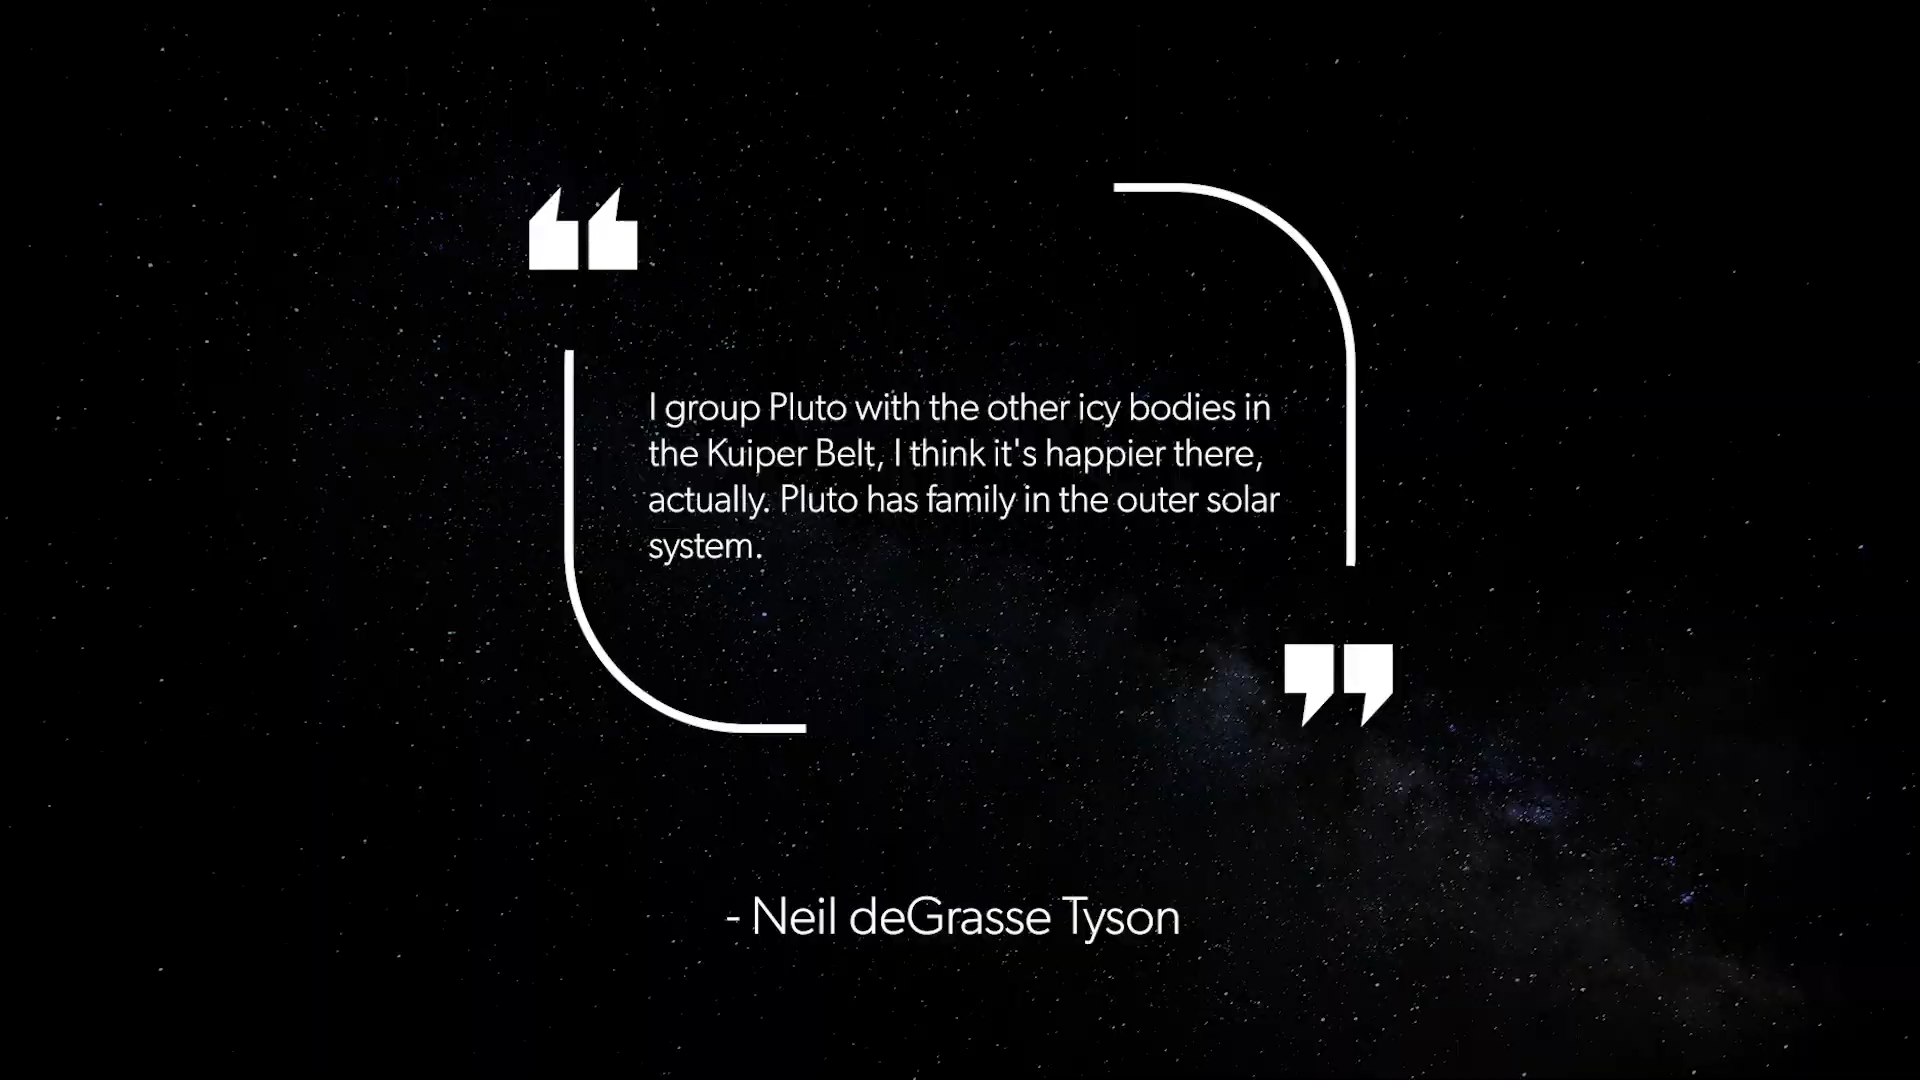 I group Pluto with the other icy bodies in
the Kuiper Belt, I think it's happier there,
actually. Pluto has family in the outer solar
system.
- Neil deGrasse Tyson